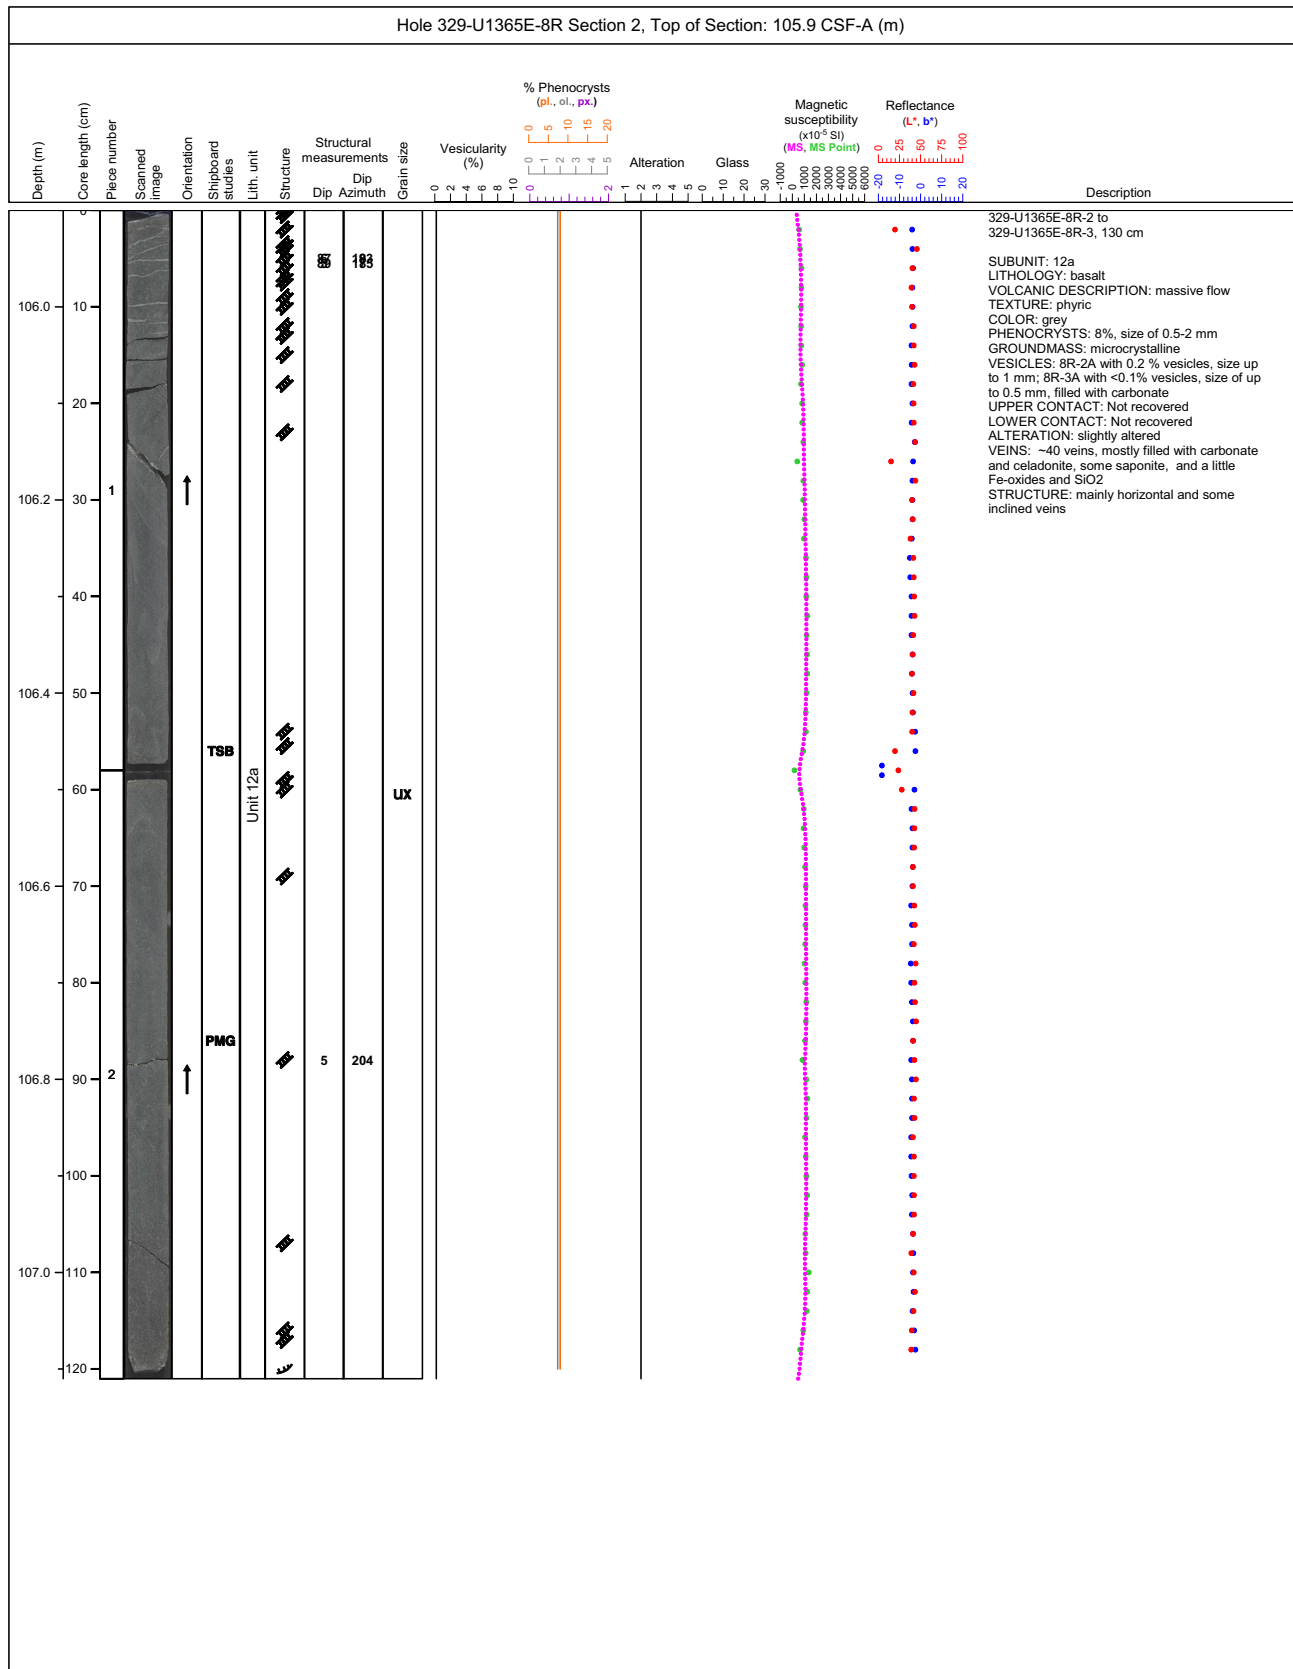 Hole 329-U1365E-8R Section 2, Top of Section: 105.9 CSF-A (m)
Depth (m)
Core length (cm)
Piece number
Scanned image
Orientation
Shipboard studies
Lith. unit
Structure
Structural measurements
Dip
Dip Azimuth
Grain size
Vesicularity (%)
0 2 4 6 8 10
% Phenocrysts
(pl., ol., px.)
0 5 10 15 20
0 1 2 3 4 5
0 2
Alteration
1 2 3 4 5
Glass
0 10 20 30
Magnetic susceptibility
(x10-5 SI)
(MS, MS Point)
-1000 0 1000 2000 3000 4000 5000 6000
Reflectance
(L*, b*)
0 25 50 75 100
-20 -10 0 10 20
Description
106.0
106.2
106.4
106.6
106.8
107.0
0
10
20
30
40
50
60
70
80
90
100
110
120
1
2
TSB
PMG
Unit 12a
5 204
UX
329-U1365E-8R-2 to
329-U1365E-8R-3, 130 cm
SUBUNIT: 12a
LITHOLOGY: basalt
VOLCANIC DESCRIPTION: massive flow
TEXTURE: phyric
COLOR: grey
PHENOCRYSTS: 8%, size of 0.5-2 mm
GROUNDMASS: microcrystalline
VESICLES: 8R-2A with 0.2 % vesicles, size up
to 1 mm; 8R-3A with <0.1% vesicles, size of up
to 0.5 mm, filled with carbonate
UPPER CONTACT: Not recovered
LOWER CONTACT: Not recovered
ALTERATION: slightly altered
VEINS: ~40 veins, mostly filled with carbonate
and celadonite, some saponite, and a little
Fe-oxides and SiO2
STRUCTURE: mainly horizontal and some
inclined veins